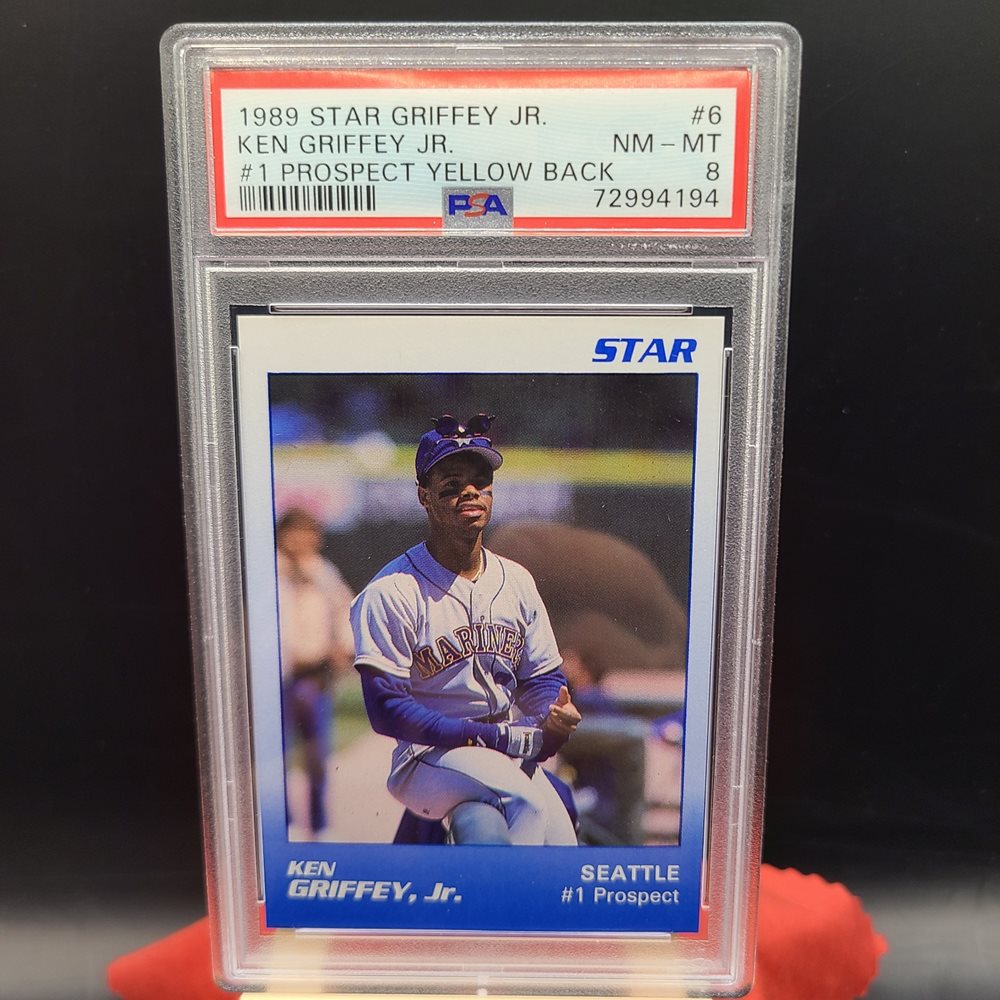 1989 STAR GRIFFEY JR. #6
KEN GRIFFEY JR. NM - MT
#1 PROSPECT YELLOW BACK 8
PSA 72994194
STAR
MARINE
KEN
GRIFFEY, Jr.
SEATTLE
#1 Prospect